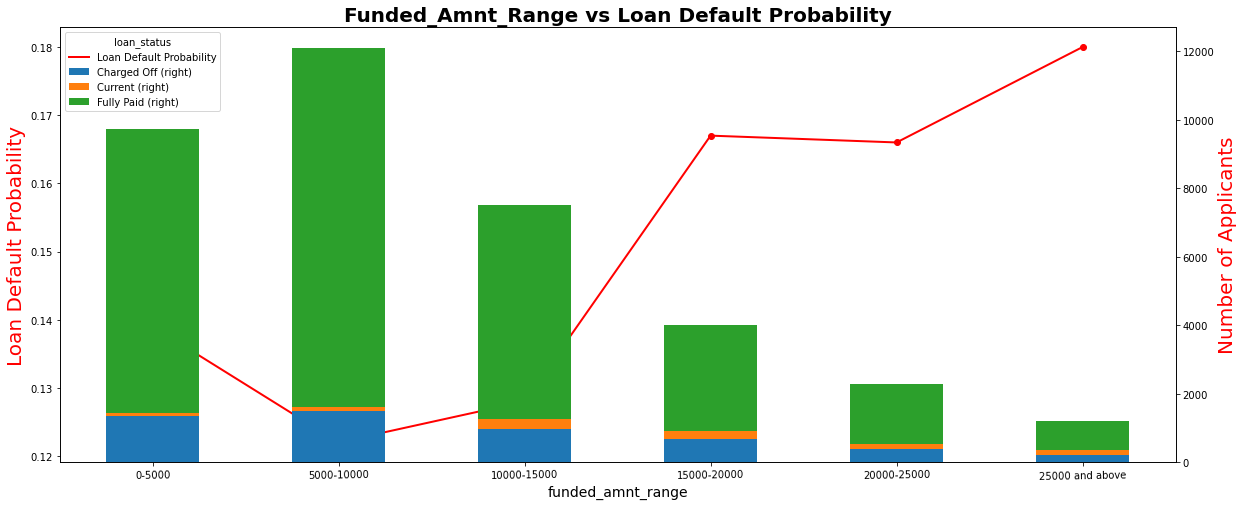 Funded_Amnt_Range vs Loan Default Probability
loan_status
Loan Default Probability
Charged Off (right)
Current (right)
Fully Paid (right)
Loan Default Probability
0.18
0.17
0.16
0.15
0.14
0.13
0.12
12000
10000
8000
6000
4000
2000
0
Number of Applicants
0-5000
5000-10000
10000-15000
15000-20000
20000-25000
25000 and above
funded_amnt_range